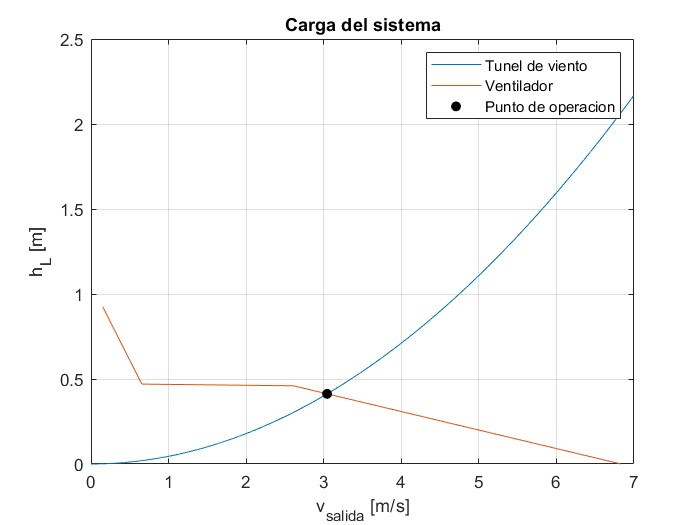 Carga del sistema
2.5
2
1.5
1
0.5
0
h_L [m]
Tunel de viento
Ventilador
Punto de operacion
0 1 2 3 4 5 6 7
v_salida [m/s]